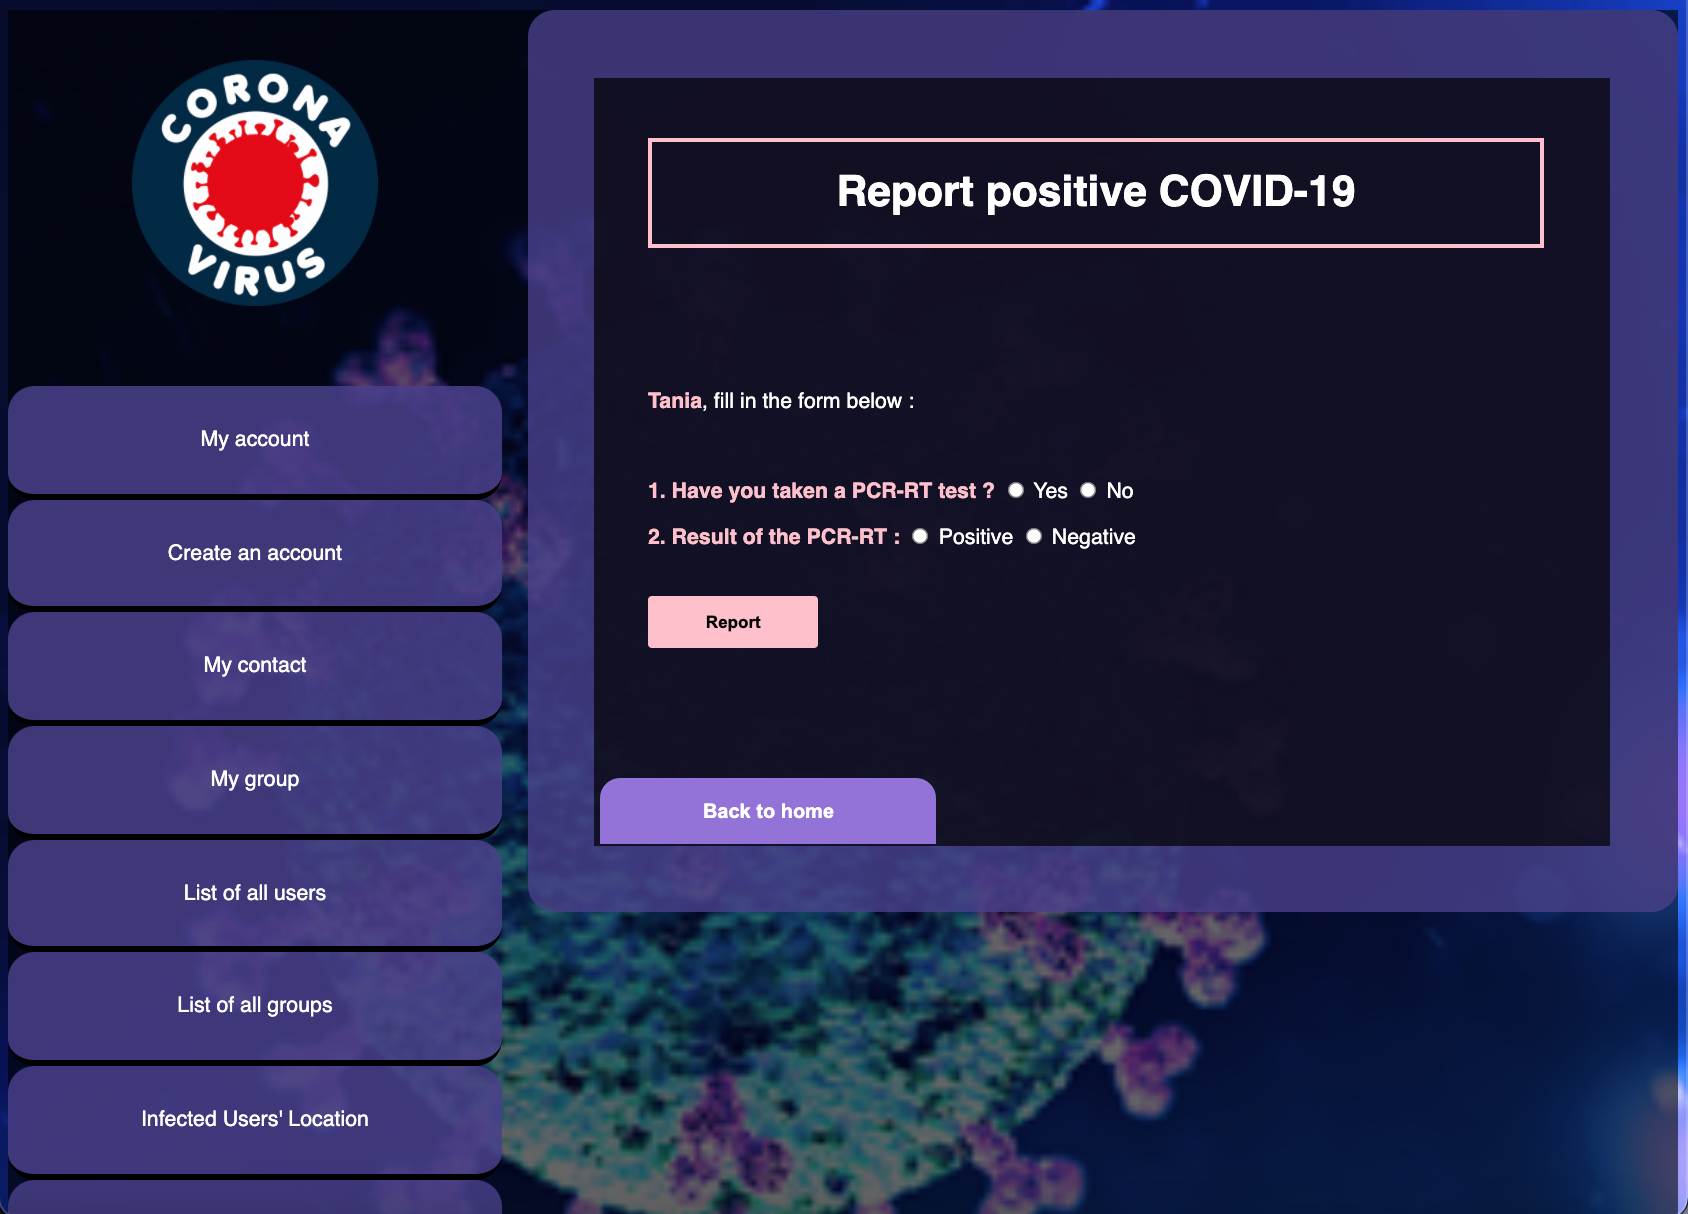 CORONA
VIRUS
My account
Create an account
My contact
My group
List of all users
List of all groups
Infected Users' Location
Report positive COVID-19
Tania, fill in the form below :
1. Have you taken a PCR-RT test ? Yes No
2. Result of the PCR-RT : Positive Negative
Report
Back to home